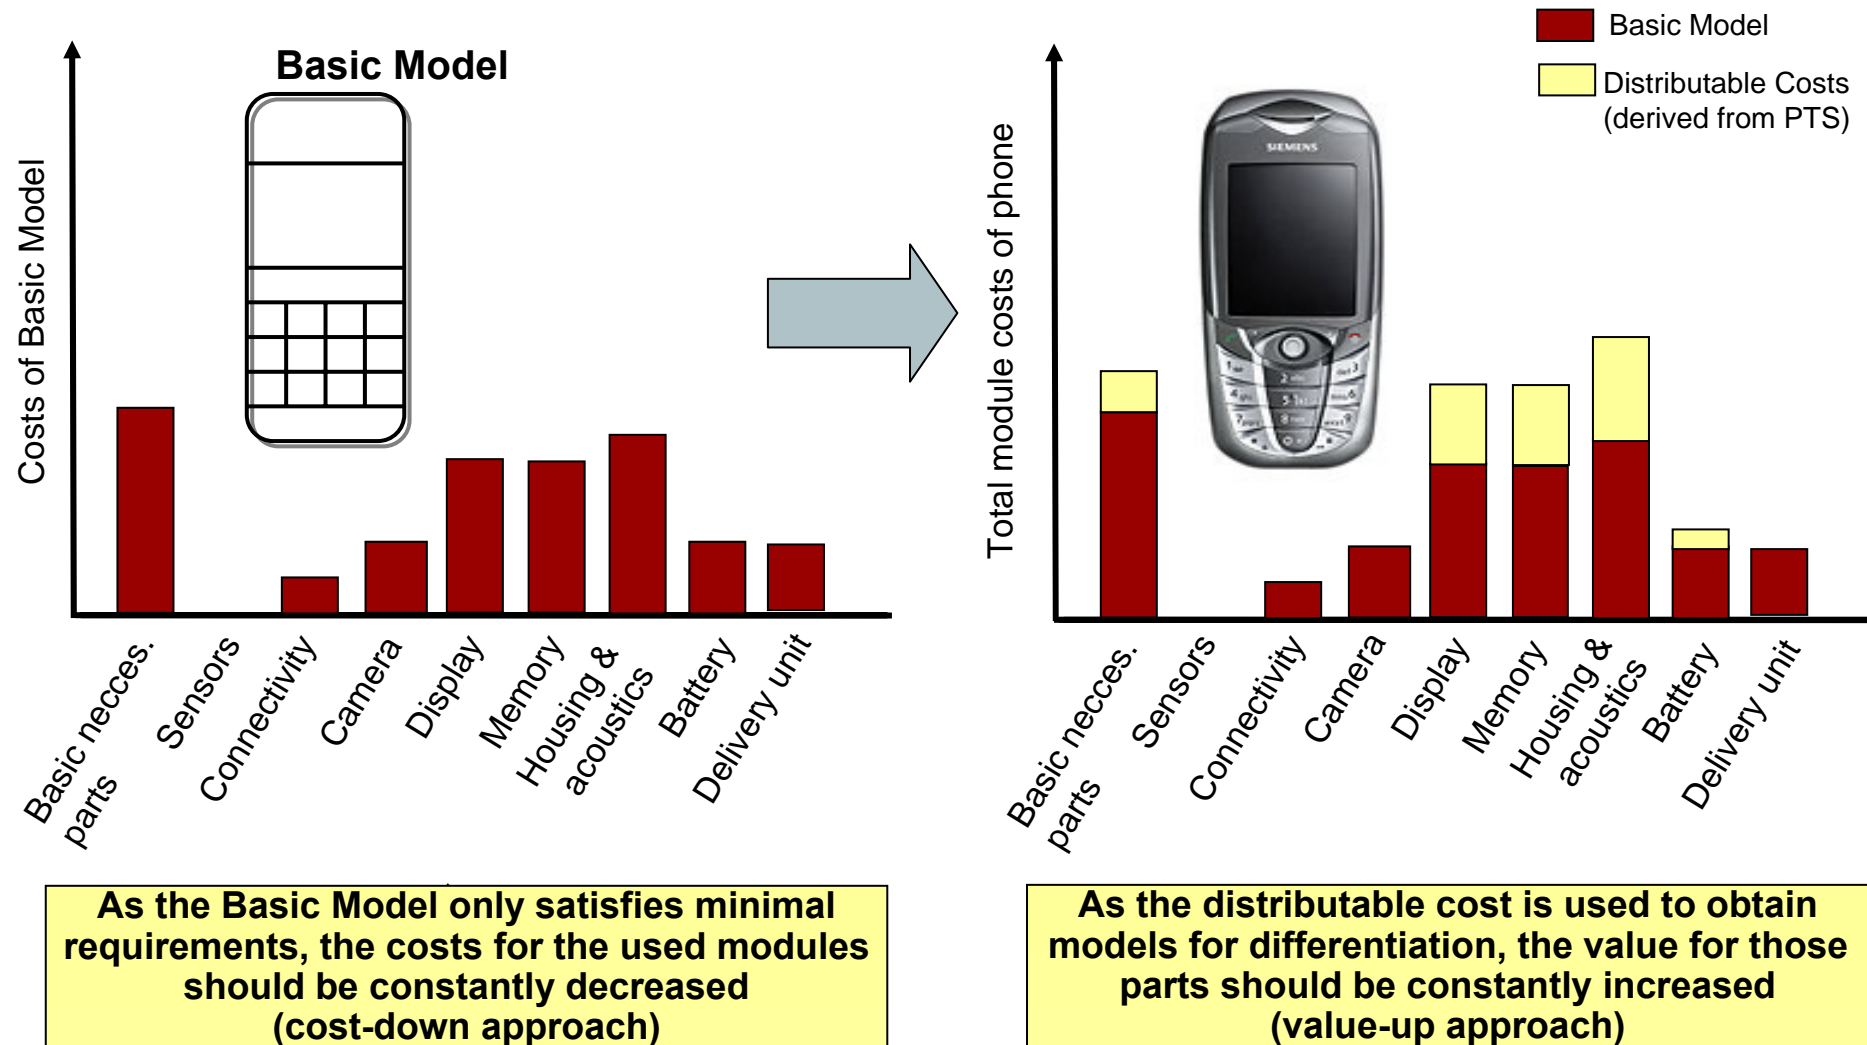 Basic Model
Costs of Basic Model
Basic necces.
parts
Sensors
Connectivity
Camera
Display
Memory
Housing &
acoustics
Battery
Delivery unit
As the Basic Model only satisfies minimal
requirements, the costs for the used modules
should be constantly decreased
(cost-down approach)
Basic Model
Distributable Costs
(derived from PTS)
Total module costs of phone
SIEMENS
Basic necces.
parts
Sensors
Connectivity
Camera
Display
Memory
Housing &
acoustics
Battery
Delivery unit
As the distributable cost is used to obtain
models for differentiation, the value for those
parts should be constantly increased
(value-up approach)